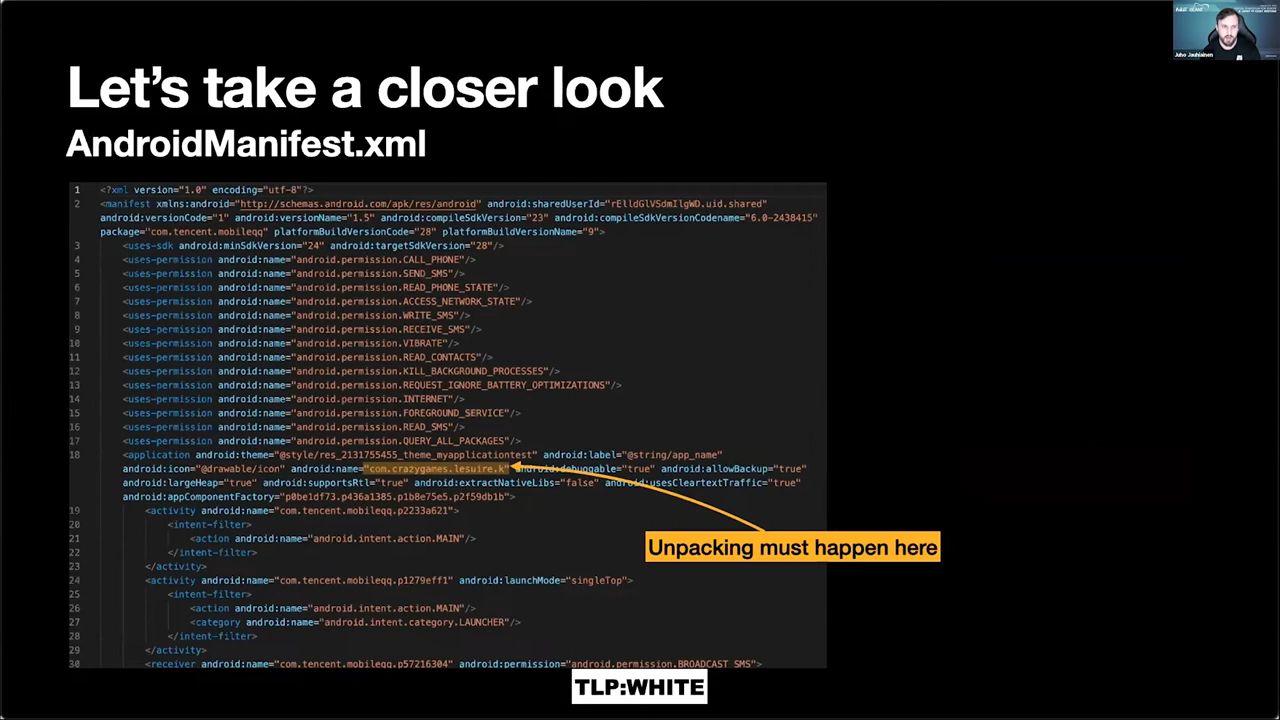 Let's take a closer look
AndroidManifest.xml
1 <?xml version="1.0" encoding="utf-8"?>
2 <manifest xmlns:android="http://schemas.android.com/apk/res/android" android:sharedUserId="rElldGlVSdmIlgWD.uid.shared"
android:versionCode="1" android:versionName="1.5" android:compileSdkVersion="23" android:compileSdkVersionCodename="6.0-2438415"
package="com.tencent.mobileqq" platformBuildVersionCode="28" platformBuildVersionName="9">
3 <uses-sdk android:minSdkVersion="24" android:targetSdkVersion="28"/>
4 <uses-permission android:name="android.permission.CALL_PHONE"/>
5 <uses-permission android:name="android.permission.SEND_SMS"/>
6 <uses-permission android:name="android.permission.READ_PHONE_STATE"/>
7 <uses-permission android:name="android.permission.ACCESS_NETWORK_STATE"/>
8 <uses-permission android:name="android.permission.WRITE_SMS"/>
9 <uses-permission android:name="android.permission.RECEIVE_SMS"/>
10 <uses-permission android:name="android.permission.VIBRATE"/>
11 <uses-permission android:name="android.permission.READ_CONTACTS"/>
12 <uses-permission android:name="android.permission.KILL_BACKGROUND_PROCESSES"/>
13 <uses-permission android:name="android.permission.REQUEST_IGNORE_BATTERY_OPTIMIZATIONS"/>
14 <uses-permission android:name="android.permission.INTERNET"/>
15 <uses-permission android:name="android.permission.FOREGROUND_SERVICE"/>
16 <uses-permission android:name="android.permission.READ_SMS"/>
17 <uses-permission android:name="android.permission.QUERY_ALL_PACKAGES"/>
18 <application android:theme="@style/res_2131755455_theme_myapplicationtest" android:label="@string/app_name"
android:icon="@drawable/icon" android:name="com.crazygames.lesuire.k" android:debuggable="true" android:allowBackup="true"
android:largeHeap="true" android:supportsRtl="true" android:extractNativeLibs="false" android:usesCleartextTraffic="true"
android:appComponentFactory="p0be1df73.p436a1385.p1b8e75e5.p2f59db1b">
19 <activity android:name="com.tencent.mobileqq.p2233a621">
20 <intent-filter>
21 <action android:name="android.intent.action.MAIN"/>
22 </intent-filter>
23 </activity>
24 <activity android:name="com.tencent.mobileqq.p1279eff1" android:launchMode="singleTop">
25 <intent-filter>
26 <action android:name="android.intent.action.MAIN"/>
27 <category android:name="android.intent.category.LAUNCHER"/>
28 </intent-filter>
29 </activity>
30 <receiver android:name="com.tencent.mobileqq.p57216304" android:permission="android.permission.BROADCAST_SMS">
Unpacking must happen here
TLP:WHITE
Juho Jauhiainen